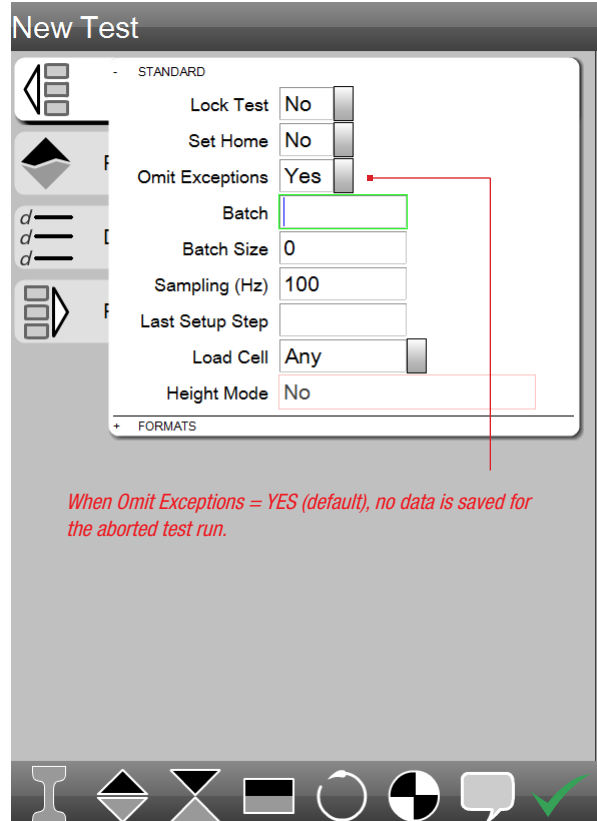 New Test
- STANDARD
Lock Test No
Set Home No
Omit Exceptions Yes
Batch
Batch Size 0
Sampling (Hz) 100
Last Setup Step
Load Cell Any
Height Mode No
+ FORMATS
d
d
d
When Omit Exceptions = YES (default), no data is saved for
the aborted test run.